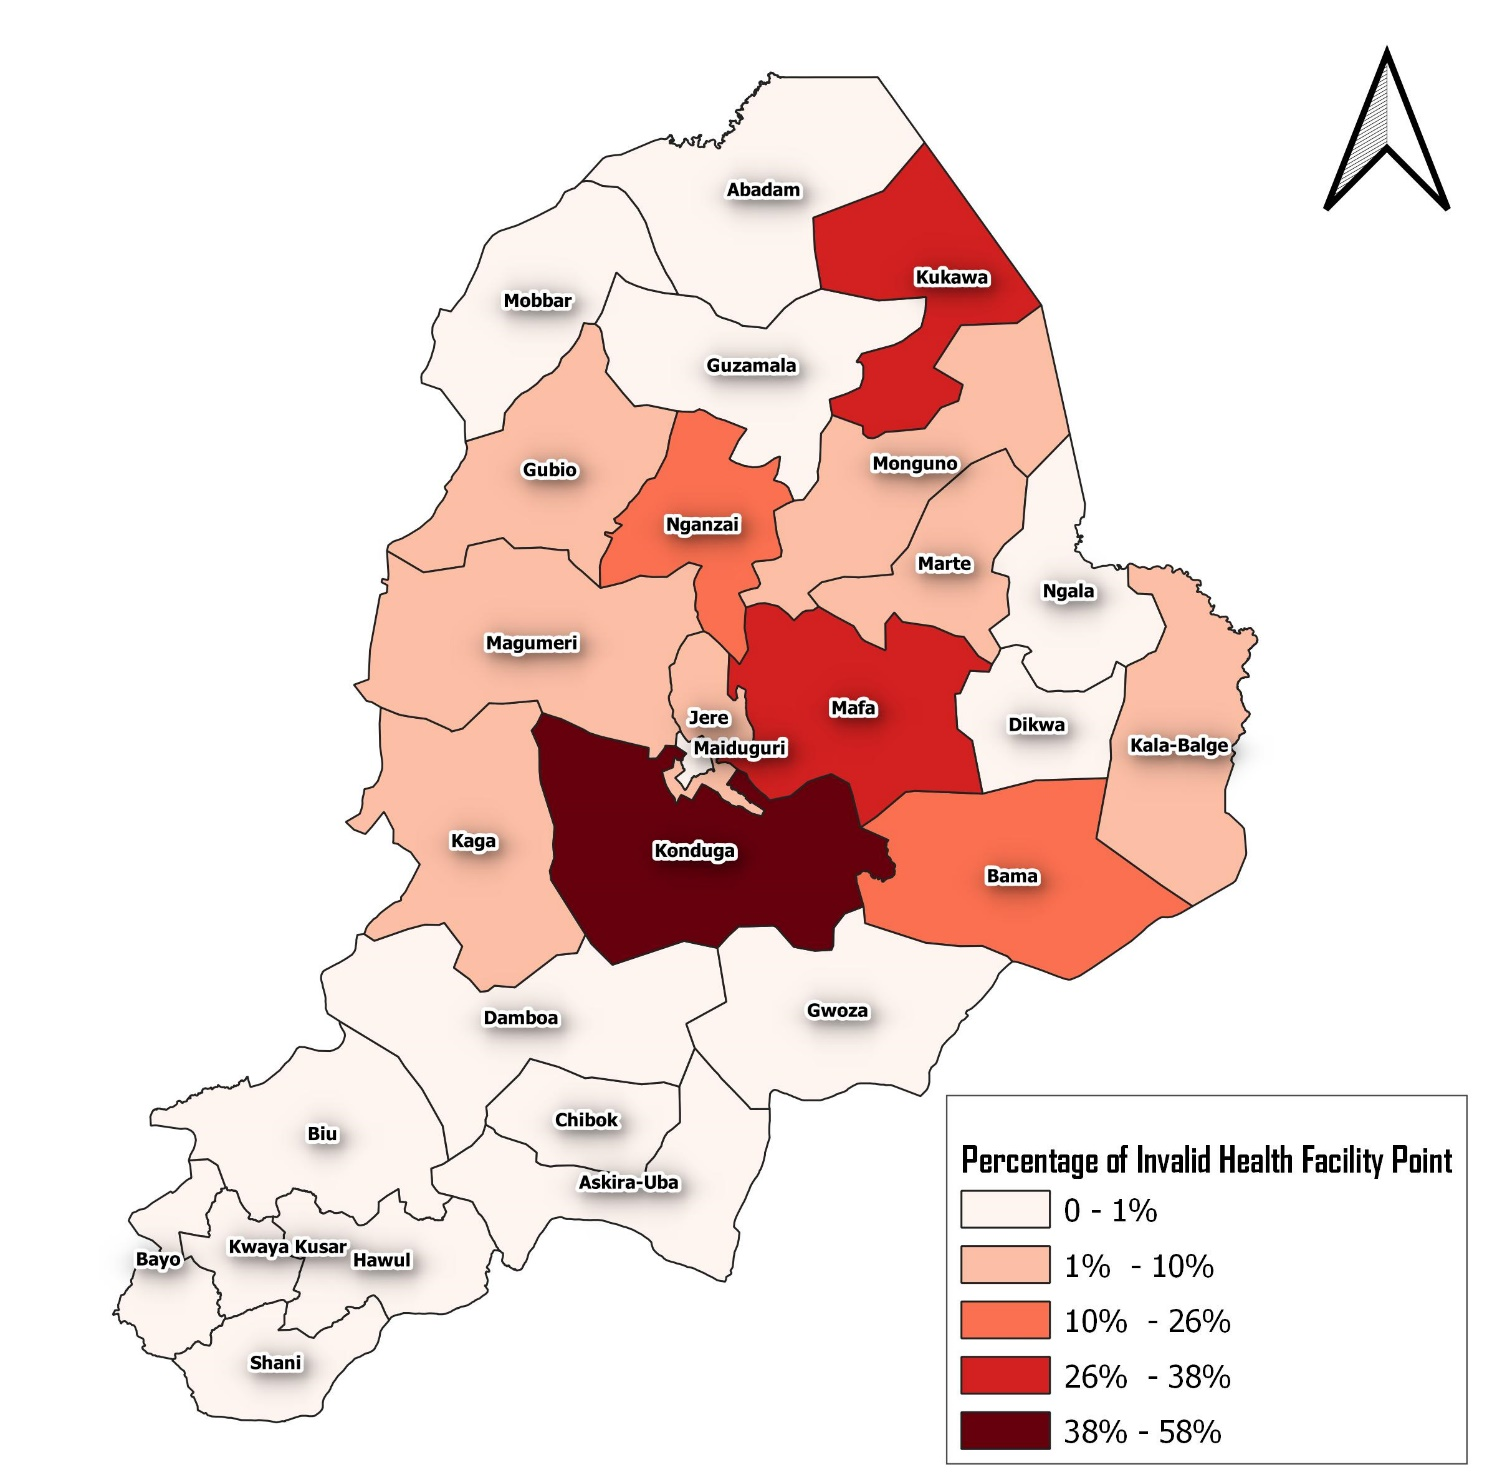 Abadam
Kukawa
Mobbar
Guzamala
Monguno
Gubio
Nganzai
Marte
Ngala
Magumeri
Mafa
Jere
Dikwa
Maiduguri
Kala-Balge
Kaga
Konduga
Bama
Gwoza
Damboa
Chibok
Biu
Askira-Uba
Kwaya Kusar
Bayo
Hawul
Shani
Percentage of Invalid Health Facility Point
0 - 1%
1% - 10%
10% - 26%
26% - 38%
38% - 58%